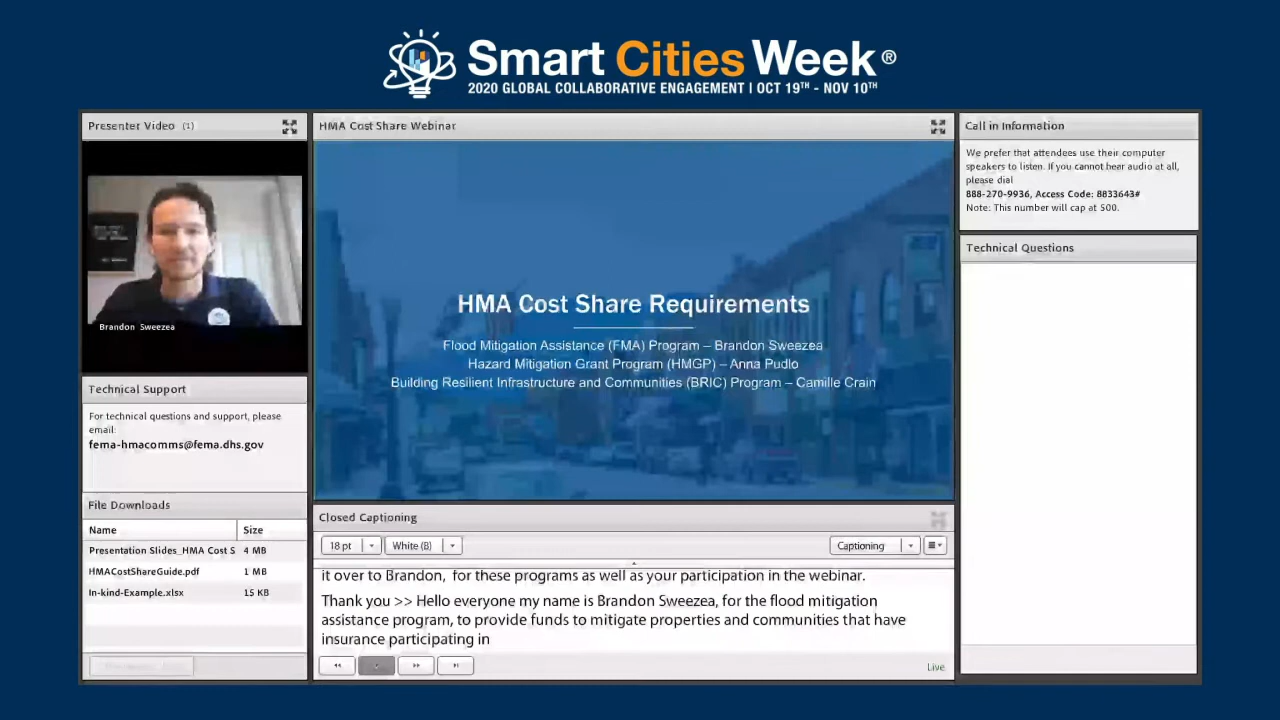 Smart Cities Week®
2020 GLOBAL COLLABORATIVE ENGAGEMENT | OCT 19TH - NOV 10TH
Presenter Video (1)
Brandon Sweezea
Technical Support
For technical questions and support, please
email:
fema-hmacomms@fema.dhs.gov
File Downloads
Name Size
Presentation Slides_HMA Cost S 4 MB
HMACostShareGuide.pdf 1 MB
In-kind-Example.xlsx 15 KB
HMA Cost Share Webinar
HMA Cost Share Requirements
Flood Mitigation Assistance (FMA) Program – Brandon Sweezea
Hazard Mitigation Grant Program (HMGP) – Anna Pudlo
Building Resilient Infrastructure and Communities (BRIC) Program – Camille Crain
Closed Captioning
18 pt White (B) Captioning
it over to Brandon, for these programs as well as your participation in the webinar.
Thank you >> Hello everyone my name is Brandon Sweezea, for the flood mitigation
assistance program, to provide funds to mitigate properties and communities that have
insurance participating in
Live
Call in Information
We prefer that attendees use their computer
speakers to listen. If you cannot hear audio at all,
please dial
888-270-9936, Access Code: 8833643#
Note: This number will cap at 500.
Technical Questions